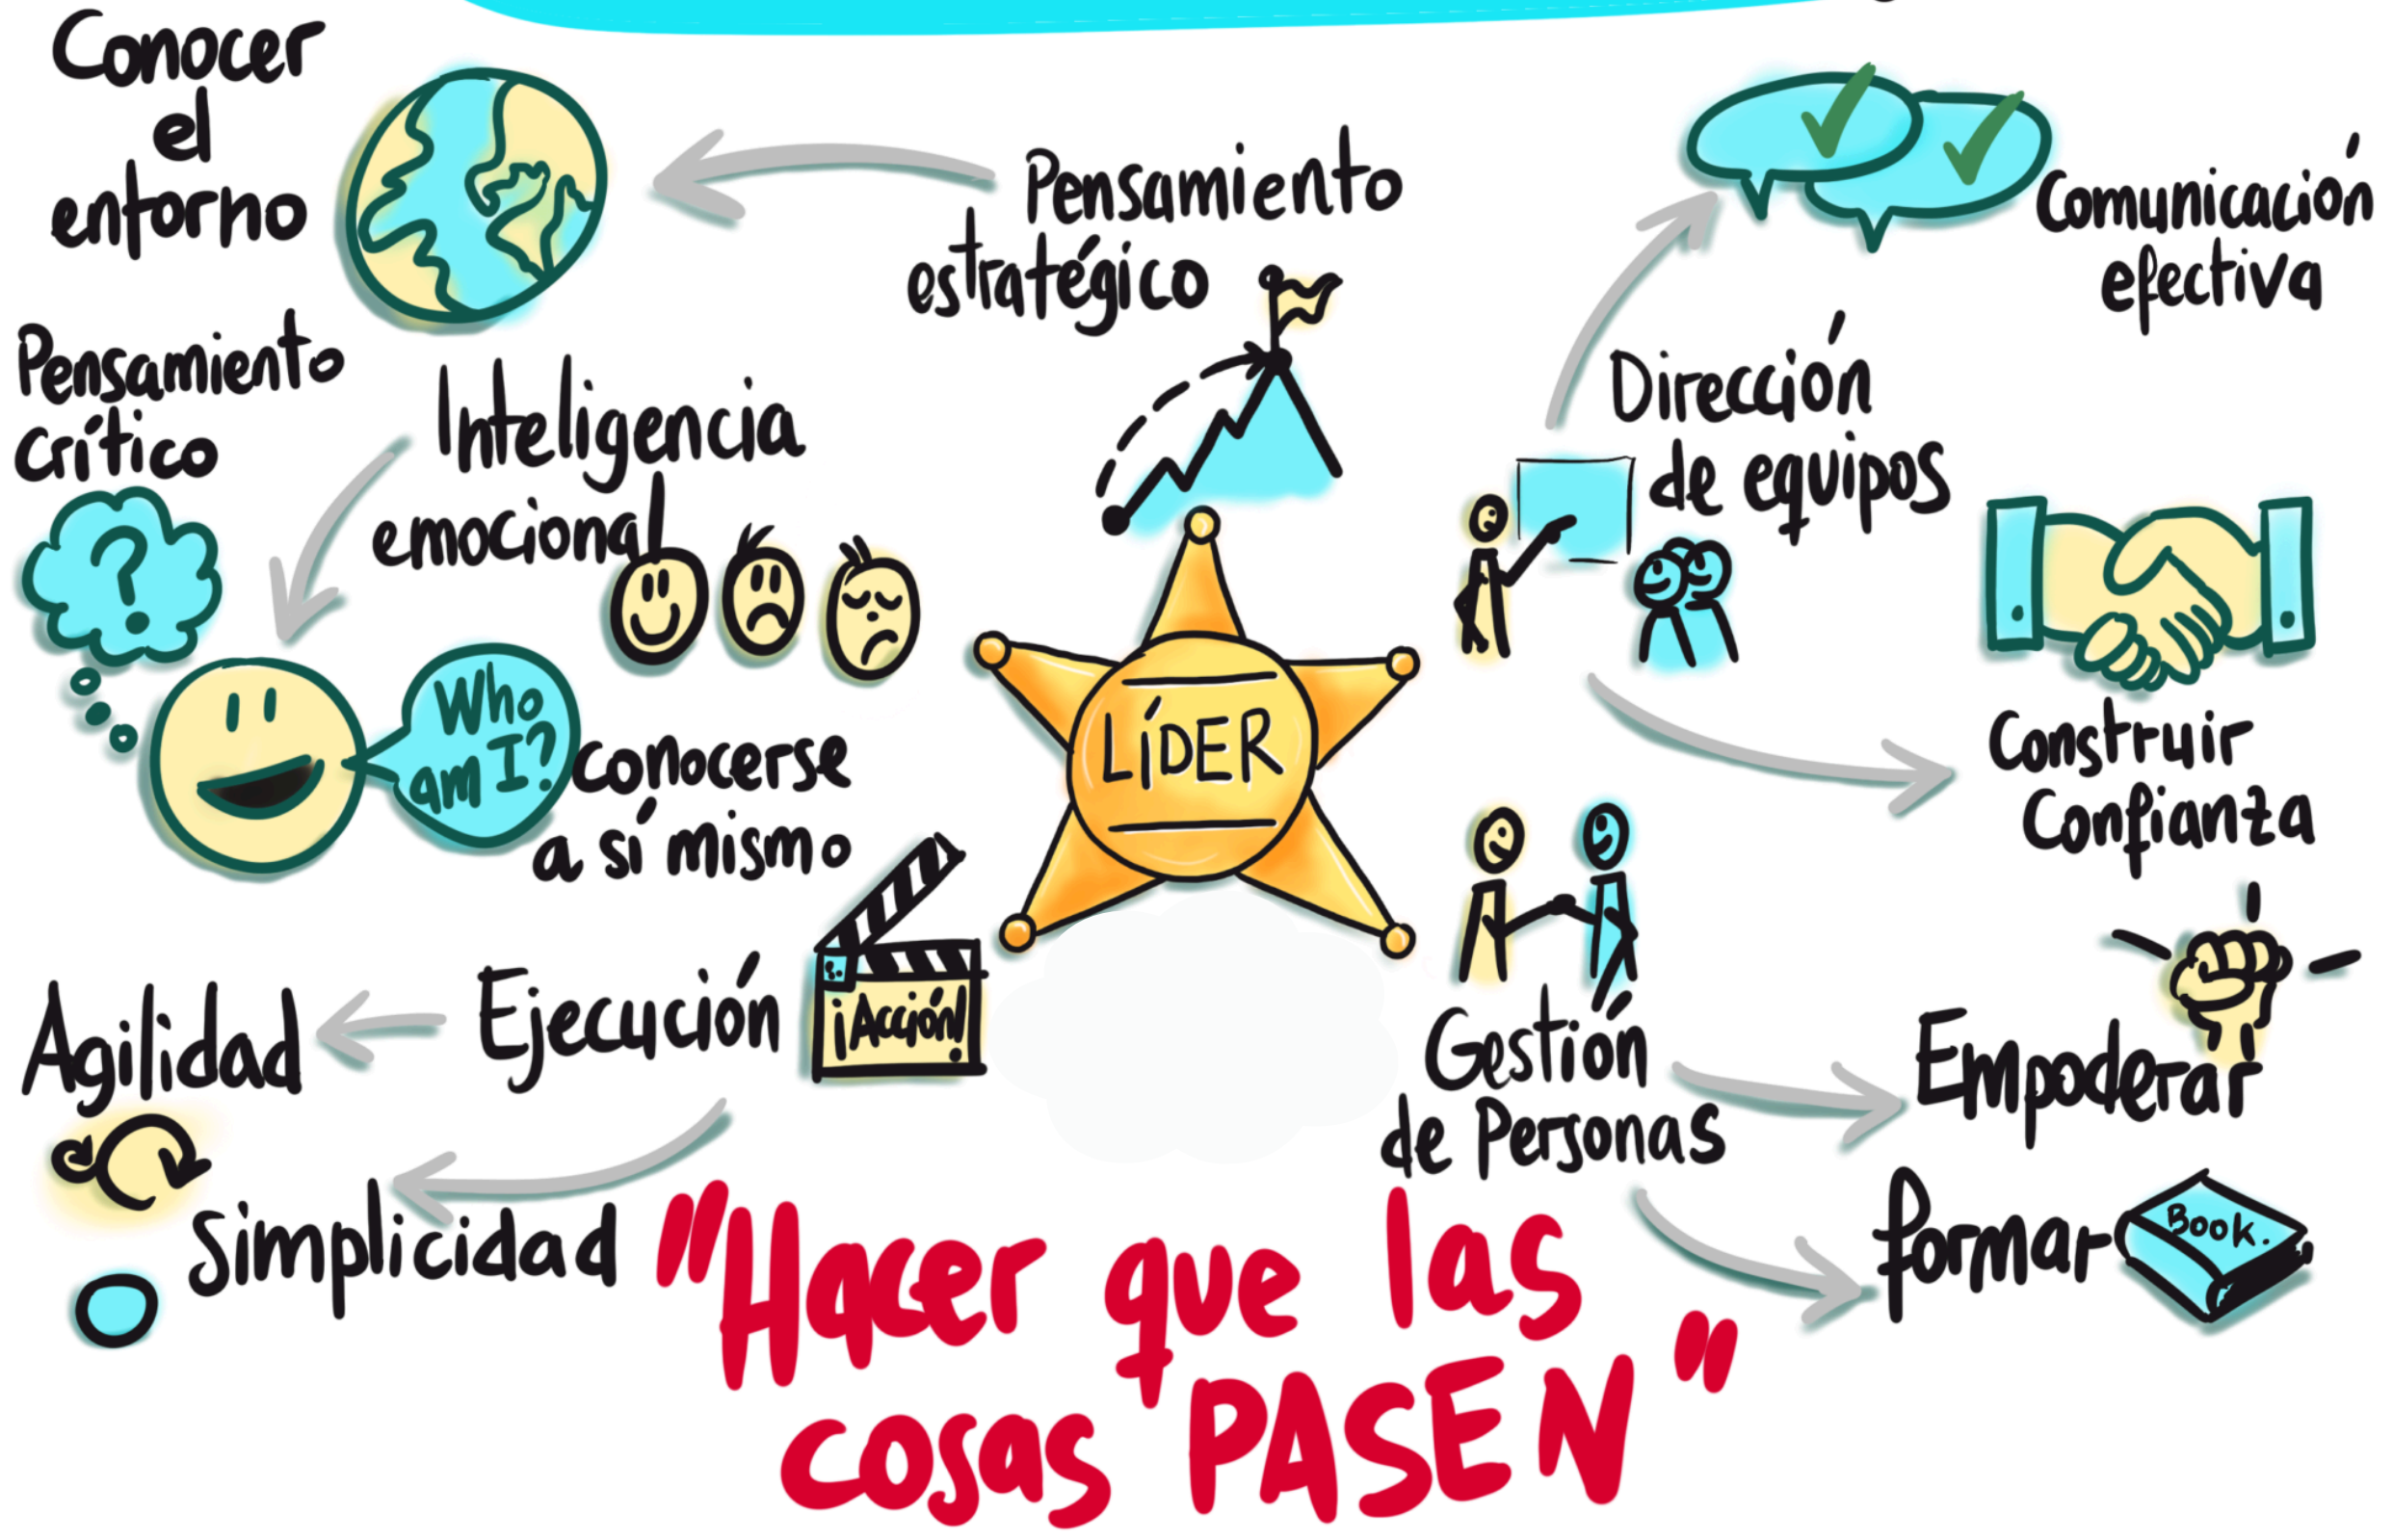 Conocer
el
entorno
Pensamiento
estratégico
Comunicación
efectiva
Pensamiento
crítico
?
Inteligencia
emocional
Dirección
de equipos
Who
am I?
conocerse
a sí mismo
LÍDER
Construir
Confianza
Agilidad
Ejecución
¡Acción!
Gestión
de Personas
Empoderar
Simplicidad
formar
Book.
"Hacer que las
cosas PASEN"